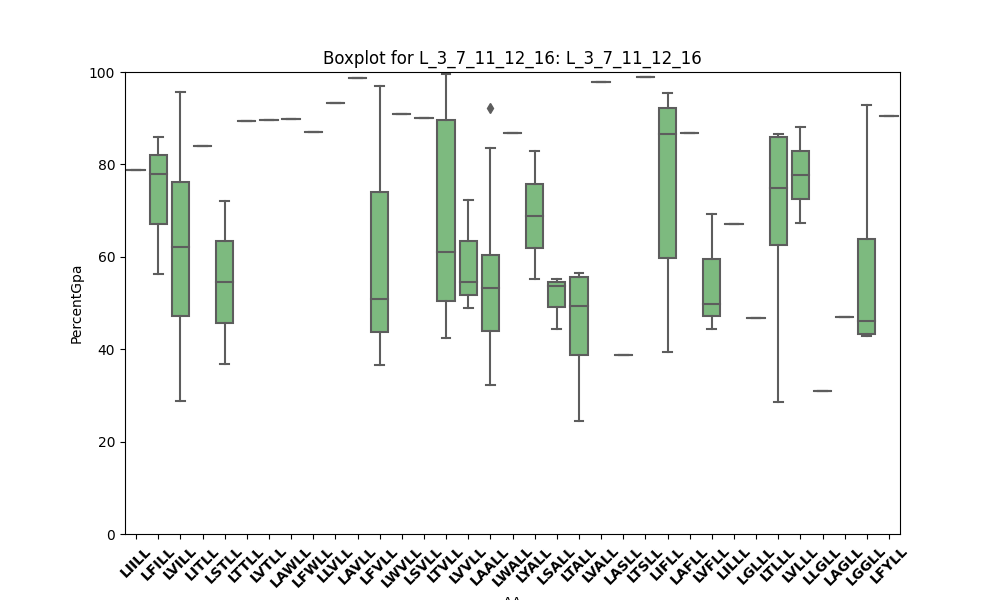 Boxplot for L_3_7_11_12_16: L_3_7_11_12_16
PercentGpa
100
80
60
40
20
0
LIILL
LFILL
LVILL
LITLL
LSTLL
LTTLL
LVTLL
LAWLL
LFWLL
LLVLL
LAVLL
LFVLL
LWVLL
LSVLL
LTVLL
LVVLL
LAALL
LWALL
LYALL
LSALL
LTALL
LVALL
LASLL
LTSLL
LIFLL
LAFLL
LVFLL
LILLL
LGLLL
LTLLL
LVLLL
LLGLL
LAGLL
LGGLL
LFYLL